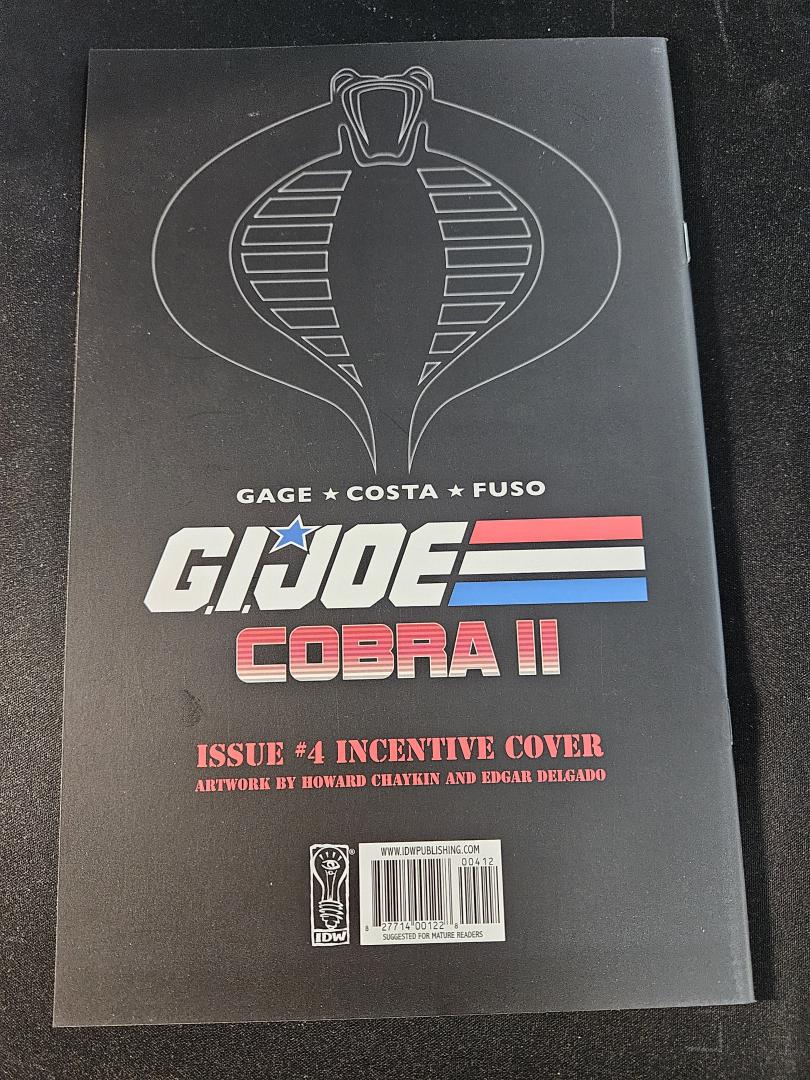 GAGE ★ COSTA ★ FUSO
G.I.JOE
COBRA II
ISSUE #4 INCENTIVE COVER
ARTWORK BY HOWARD CHAYKIN AND EDGAR DELGADO
WWW.IDWPUBLISHING.COM
00412
8 27714 00122 8
SUGGESTED FOR MATURE READERS
IDW
®